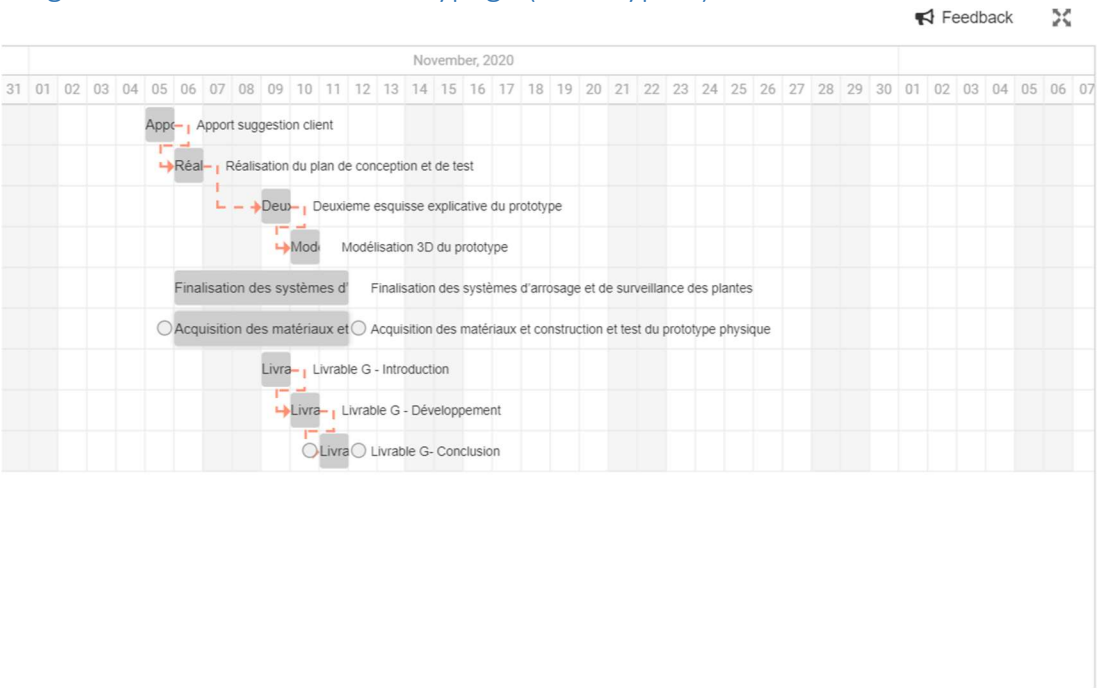 Feedback
November, 2020
31 01 02 03 04 05 06 07 08 09 10 11 12 13 14 15 16 17 18 19 20 21 22 23 24 25 26 27 28 29 30 01 02 03 04 05 06 07
Appo Apport suggestion client
Réal Réalisation du plan de conception et de test
Deux Deuxieme esquisse explicative du prototype
Modé Modélisation 3D du prototype
Finalisation des systèmes d' Finalisation des systèmes d'arrosage et de surveillance des plantes
Acquisition des matériaux et Acquisition des matériaux et construction et test du prototype physique
Livra Livrable G - Introduction
Livra Livrable G - Développement
Livra Livrable G- Conclusion